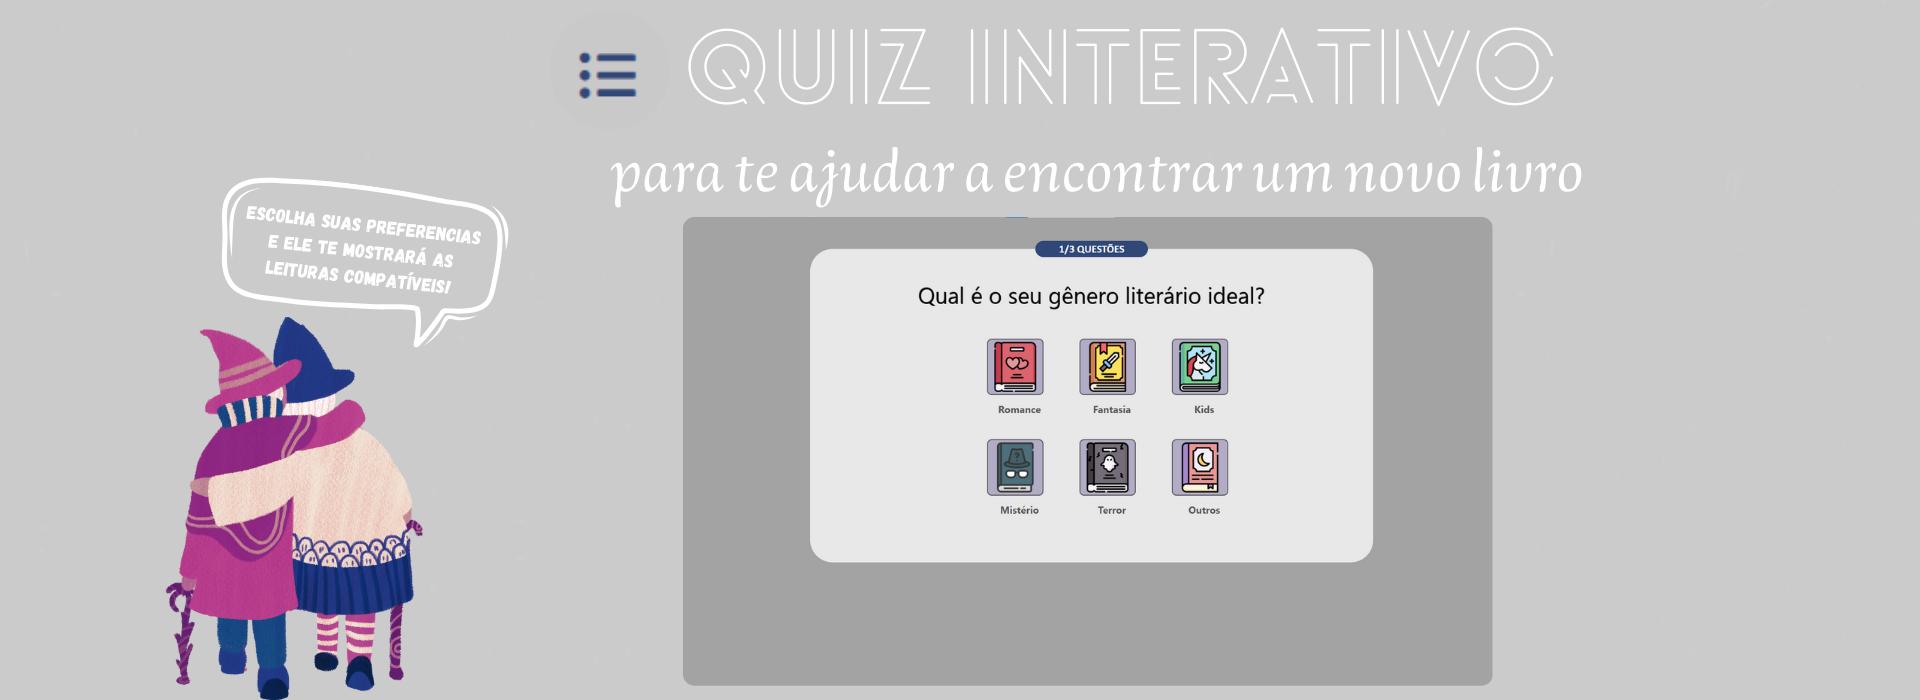 QUIZ INTERATIVO
para te ajudar a encontrar um novo livro
ESCOLHA SUAS PREFERENCIAS
E ELE TE MOSTRARÁ AS
LEITURAS COMPATÍVEIS!
1/3 QUESTÕES
Qual é o seu gênero literário ideal?
Romance Fantasia Kids
?
Mistério Terror Outros